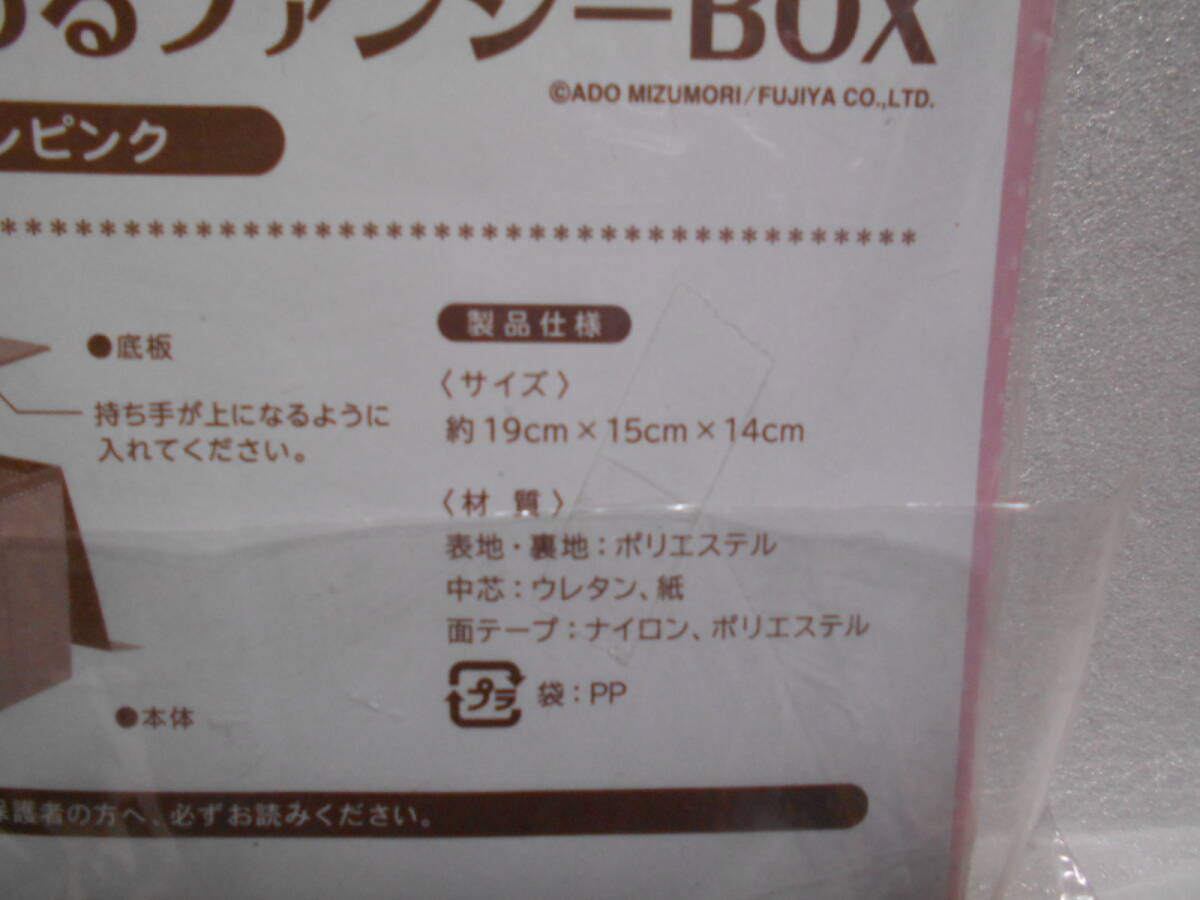 るファンシーBOX
©ADO MIZUMORI/FUJIYA CO.,LTD.
ンピンク
**************************************
●底板
持ち手が上になるように
入れてください。
●本体
製品仕様
〈サイズ〉
約19cm×15cm×14cm
〈材 質〉
表地・裏地：ポリエステル
中芯：ウレタン、紙
面テープ：ナイロン、ポリエステル
プラ 袋：PP
保護者の方へ、必ずお読みください。